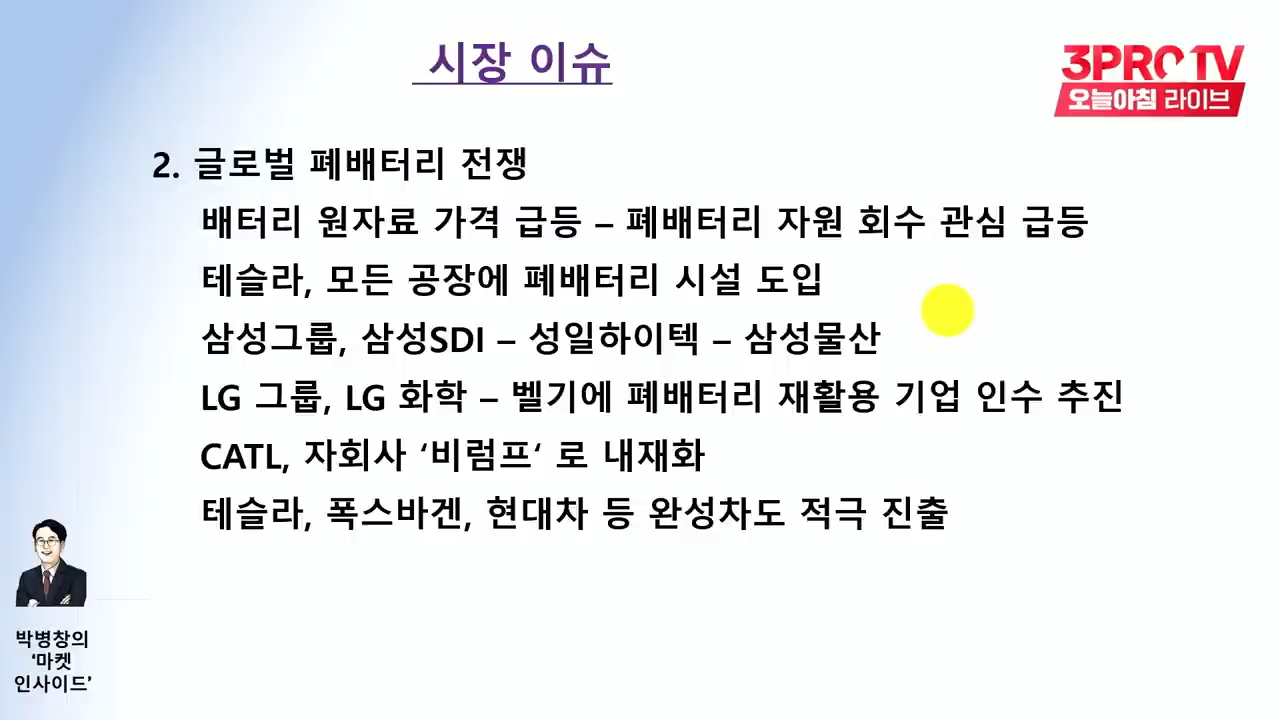 시장 이슈
3PRO TV
오늘아침 라이브
2. 글로벌 폐배터리 전쟁
배터리 원자료 가격 급등 – 폐배터리 자원 회수 관심 급등
테슬라, 모든 공장에 폐배터리 시설 도입
삼성그룹, 삼성SDI – 성일하이텍 – 삼성물산
LG 그룹, LG 화학 – 벨기에 폐배터리 재활용 기업 인수 추진
CATL, 자회사 ‘비럼프‘ 로 내재화
테슬라, 폭스바겐, 현대차 등 완성차도 적극 진출
박병창의
‘마켓
인사이드’